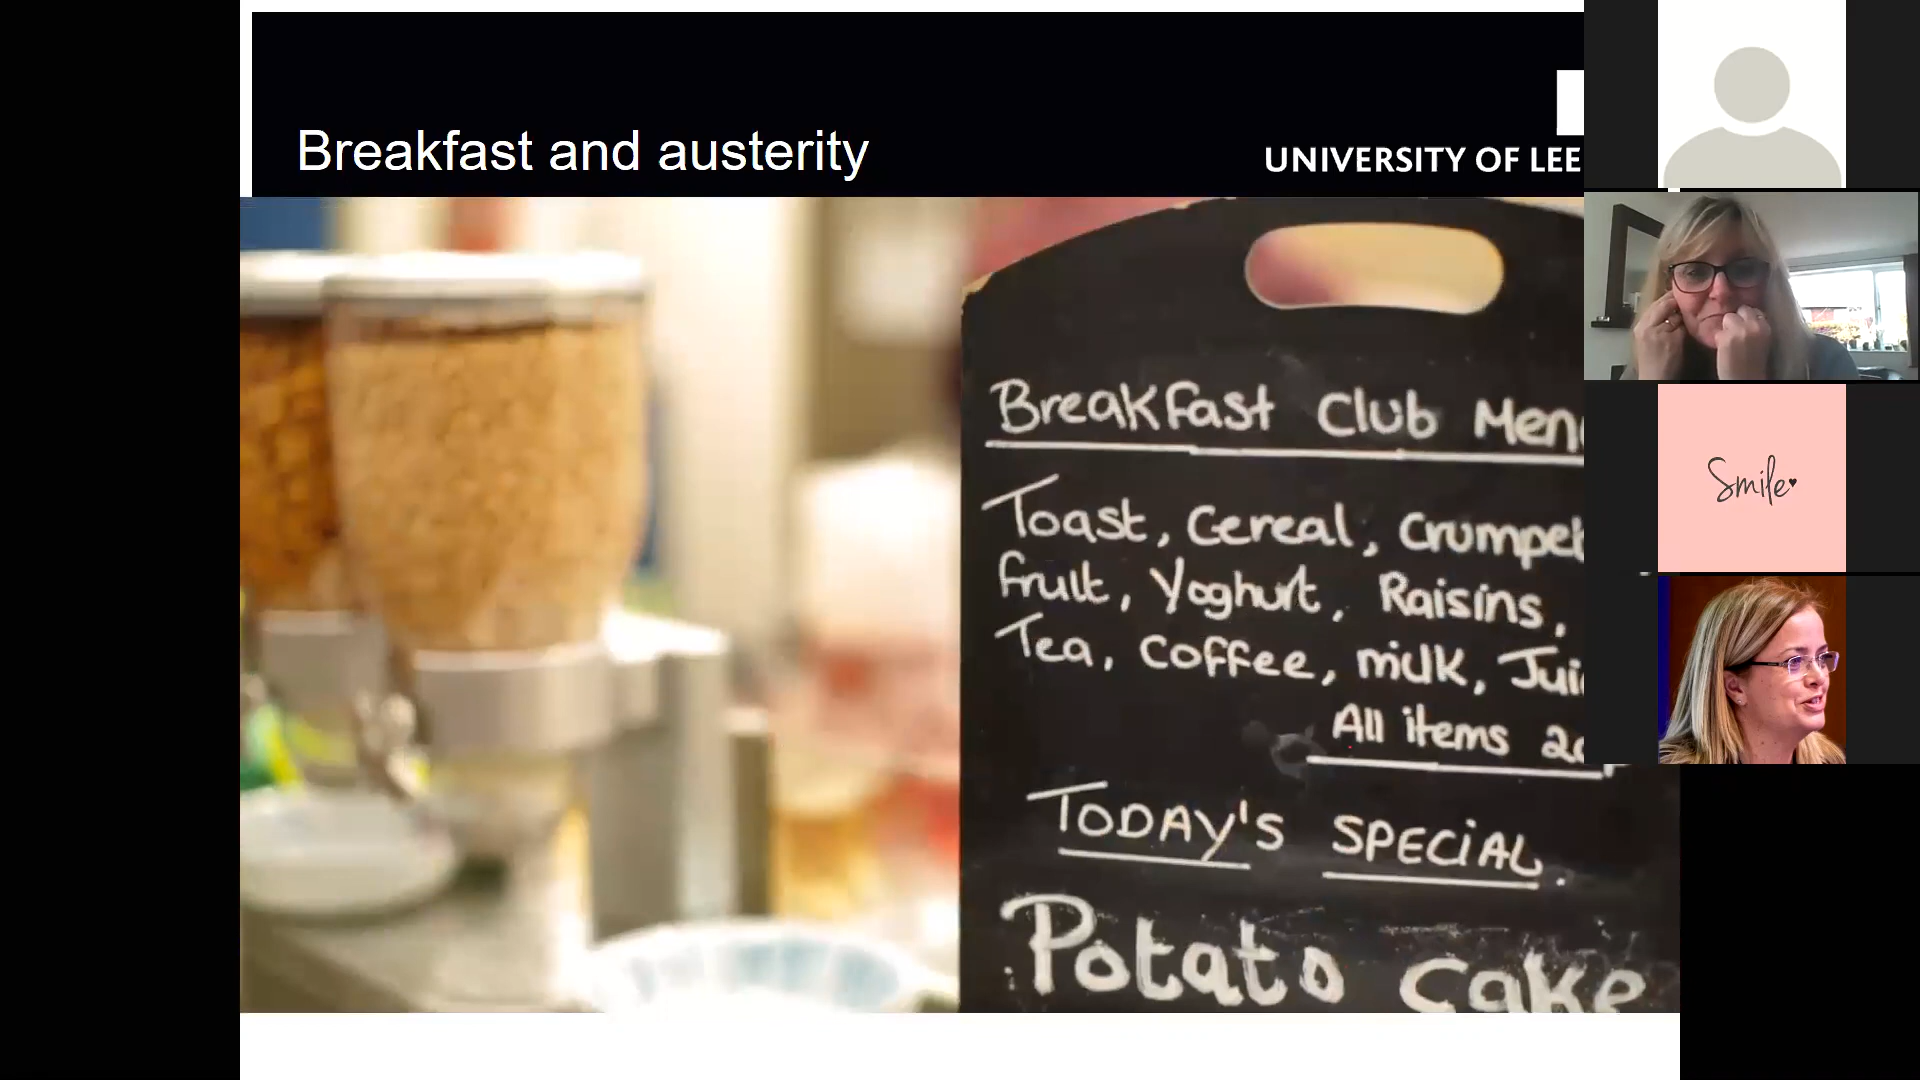 Breakfast and austerity
UNIVERSITY OF LEE
Breakfast Club Men
Toast, Cereal, Crumpet
fruit, Yoghurt, Raisins,
Tea, Coffee, milk, Jui
All items 20p
TODAY'S SPECIAL.
Potato cake
Smile